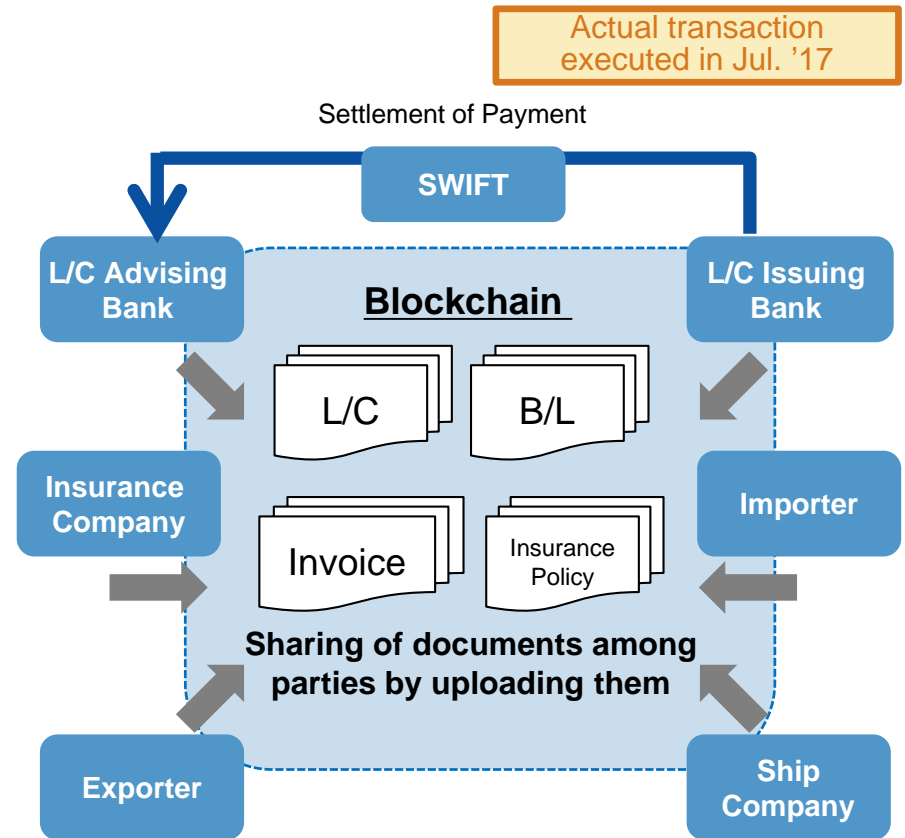 Actual transaction
executed in Jul. ’17
Settlement of Payment
SWIFT
L/C Advising
Bank
L/C Issuing
Bank
Blockchain
L/C
B/L
Insurance
Company
Importer
Invoice
Insurance
Policy
Sharing of documents among
parties by uploading them
Exporter
Ship
Company